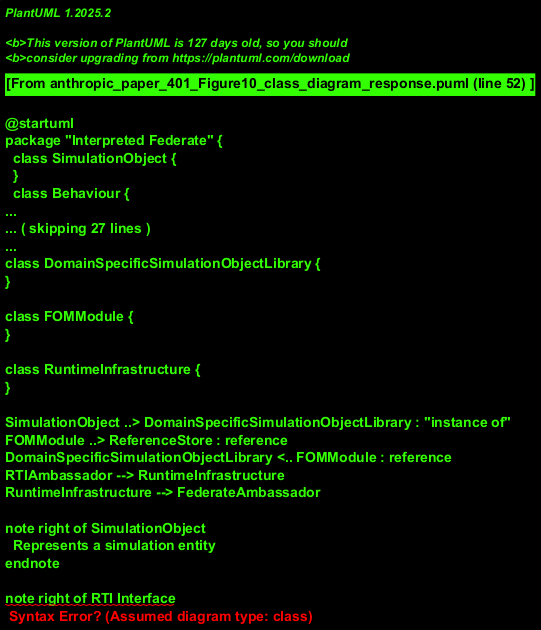 PlantUML 1.2025.2
<b>This version of PlantUML is 127 days old, so you should
<b>consider upgrading from https://plantuml.com/download
[From anthropic_paper_401_Figure10_class_diagram_response.puml (line 52) ]
@startuml
package "Interpreted Federate" {
class SimulationObject {
}
class Behaviour {
...
... ( skipping 27 lines )
...
class DomainSpecificSimulationObjectLibrary {
}
class FOMModule {
}
class RuntimeInfrastructure {
}
SimulationObject ..> DomainSpecificSimulationObjectLibrary : "instance of"
FOMModule ..> ReferenceStore : reference
DomainSpecificSimulationObjectLibrary <.. FOMModule : reference
RTIAmbassador --> RuntimeInfrastructure
RuntimeInfrastructure --> FederateAmbassador
note right of SimulationObject
Represents a simulation entity
endnote
note right of RTI Interface
Syntax Error? (Assumed diagram type: class)